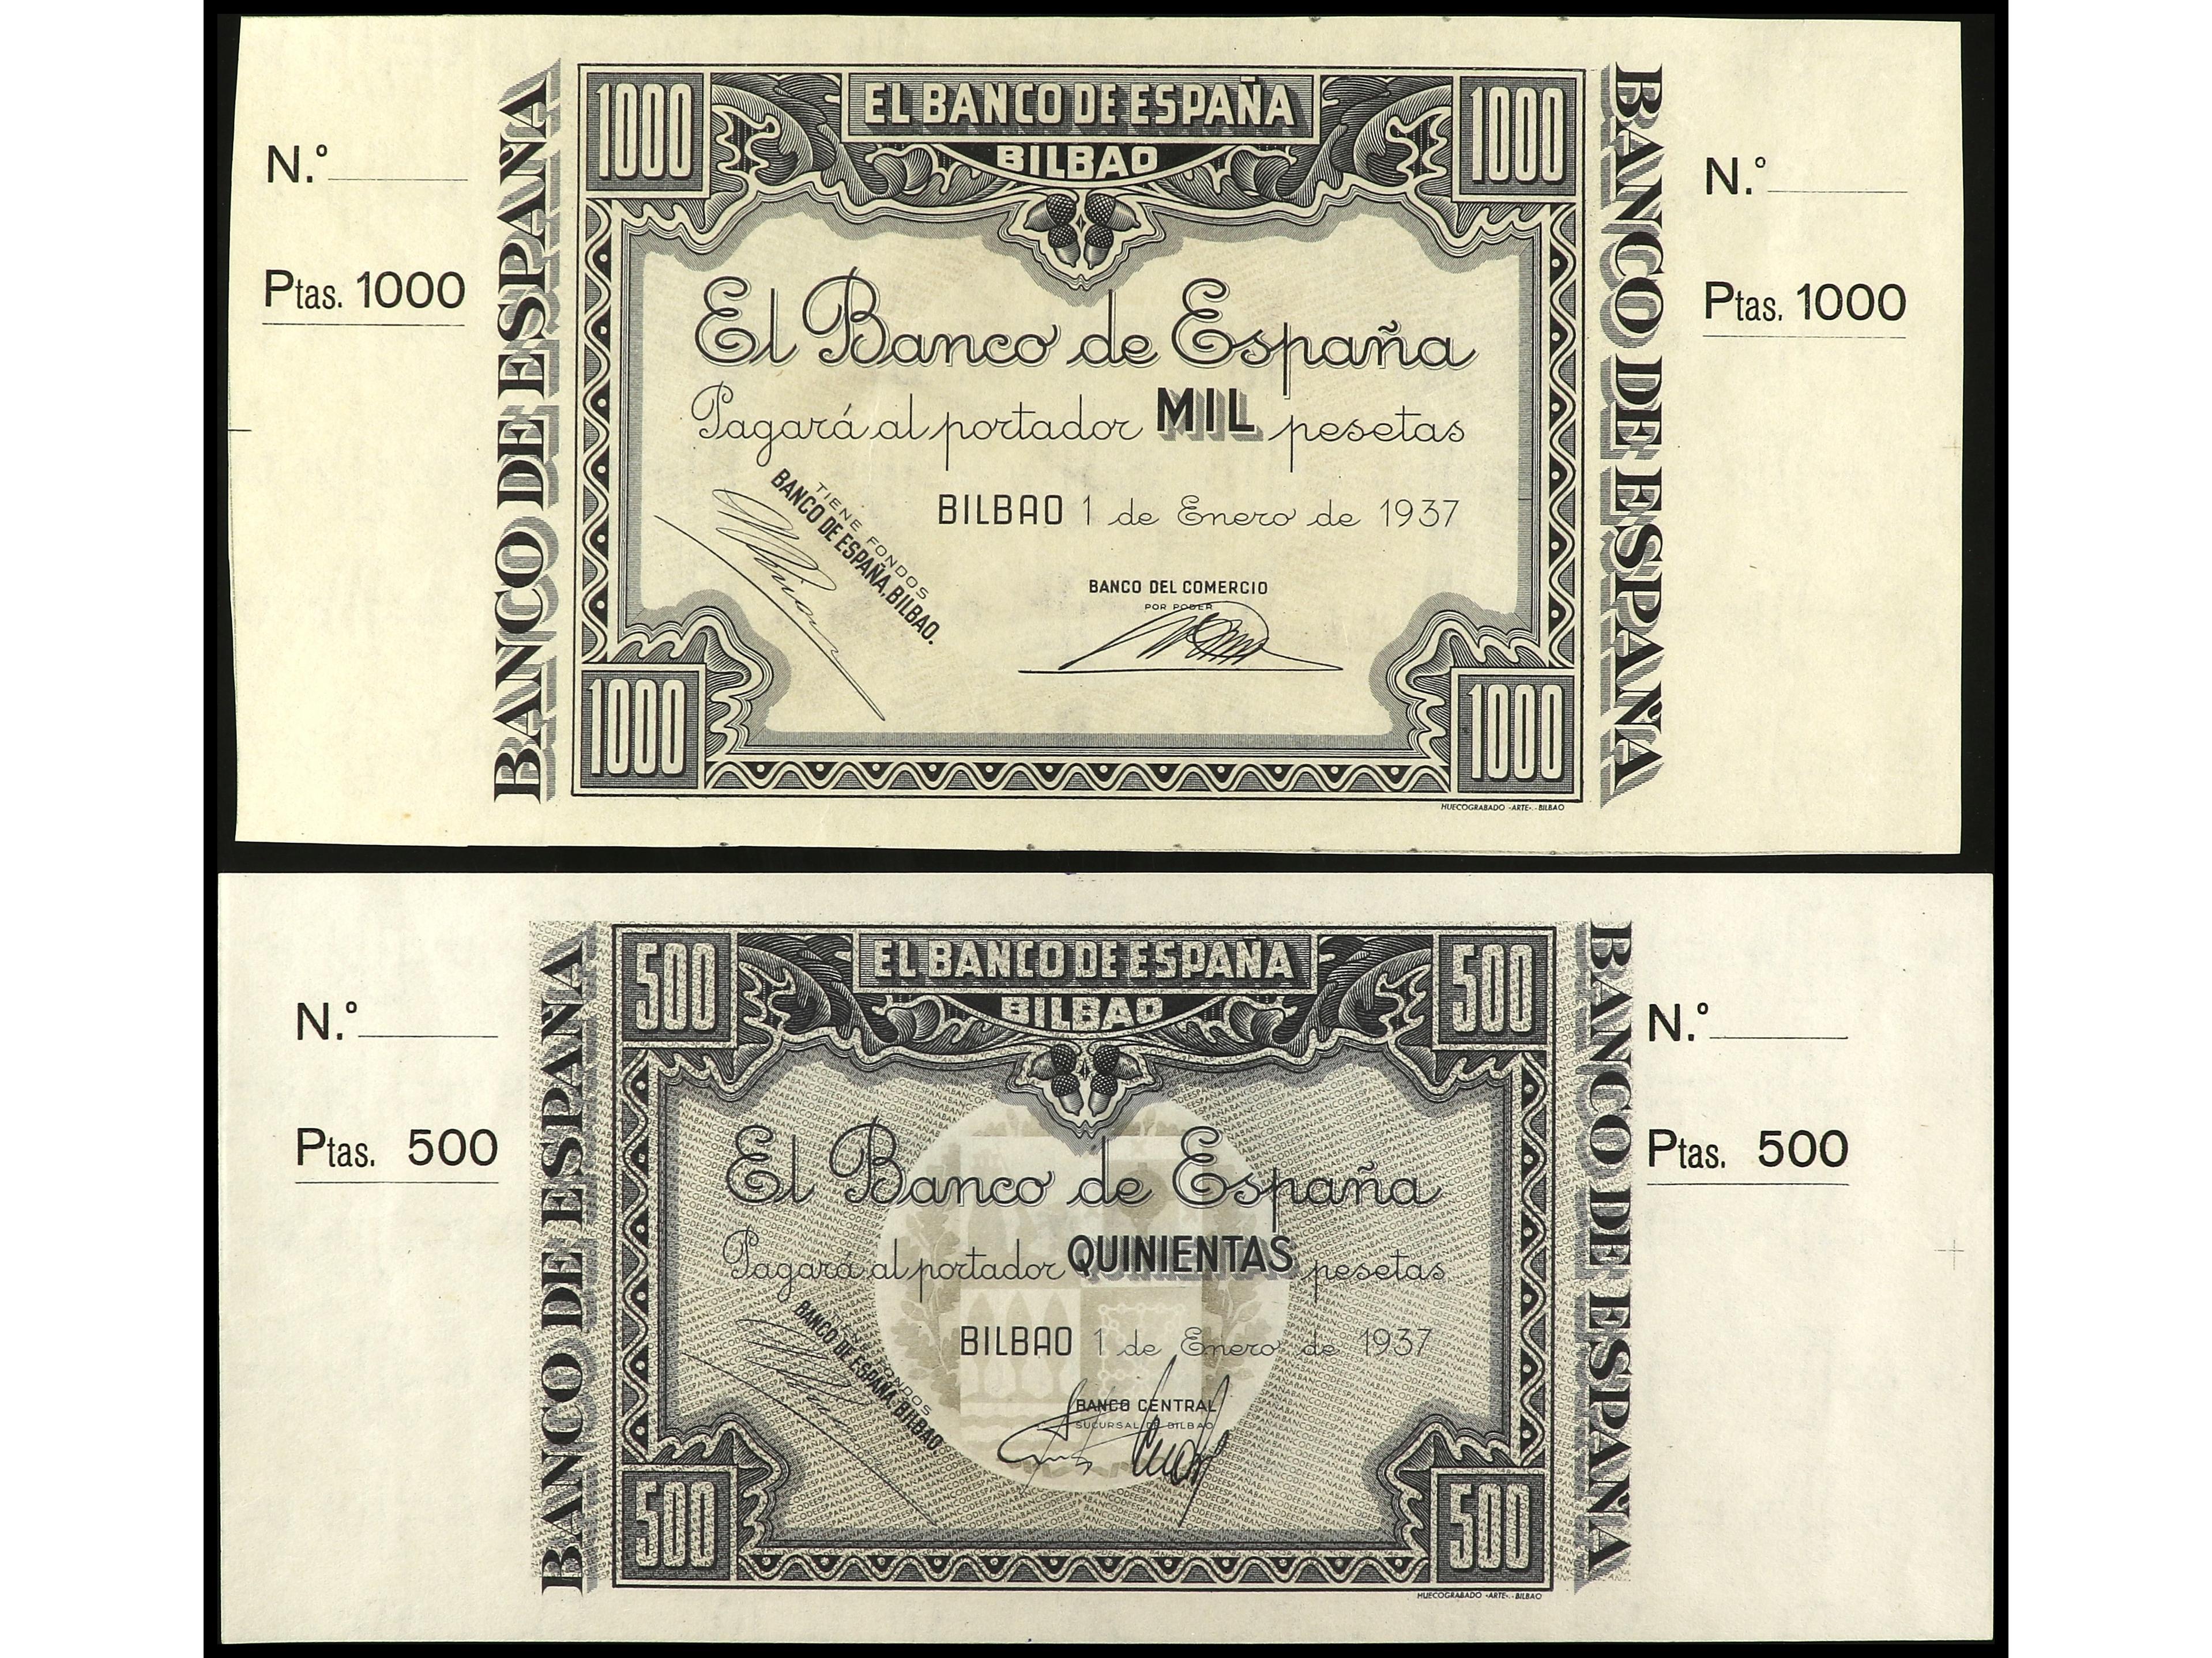 N.º
Ptas. 1000
BANCO DE ESPAÑA
1000
EL BANCO DE ESPAÑA
BILBAO
1000
El Banco de España
Pagará al portador MIL pesetas
BILBAO 1 de Enero de 1937
TIENE FONDOS
BANCO DE ESPAÑA, BILBAO.
BANCO DEL COMERCIO
POR PODER
1000
1000
HUECOGRABADO -ARTE-.-BILBAO
BANCO DE ESPAÑA
N.º
Ptas. 1000
N.º
Ptas. 500
BANCO DE ESPAÑA
500
EL BANCO DE ESPAÑA
BILBAO
500
El Banco de España
Pagará al portador QUINIENTAS pesetas
BILBAO 1 de Enero de 1937
TIENE FONDOS
BANCO DE ESPAÑA, BILBAO
BANCO CENTRAL
SUCURSAL DE BILBAO
500
500
HUECOGRABADO -ARTE-.-BILBAO
BANCO DE ESPAÑA
N.º
Ptas. 500